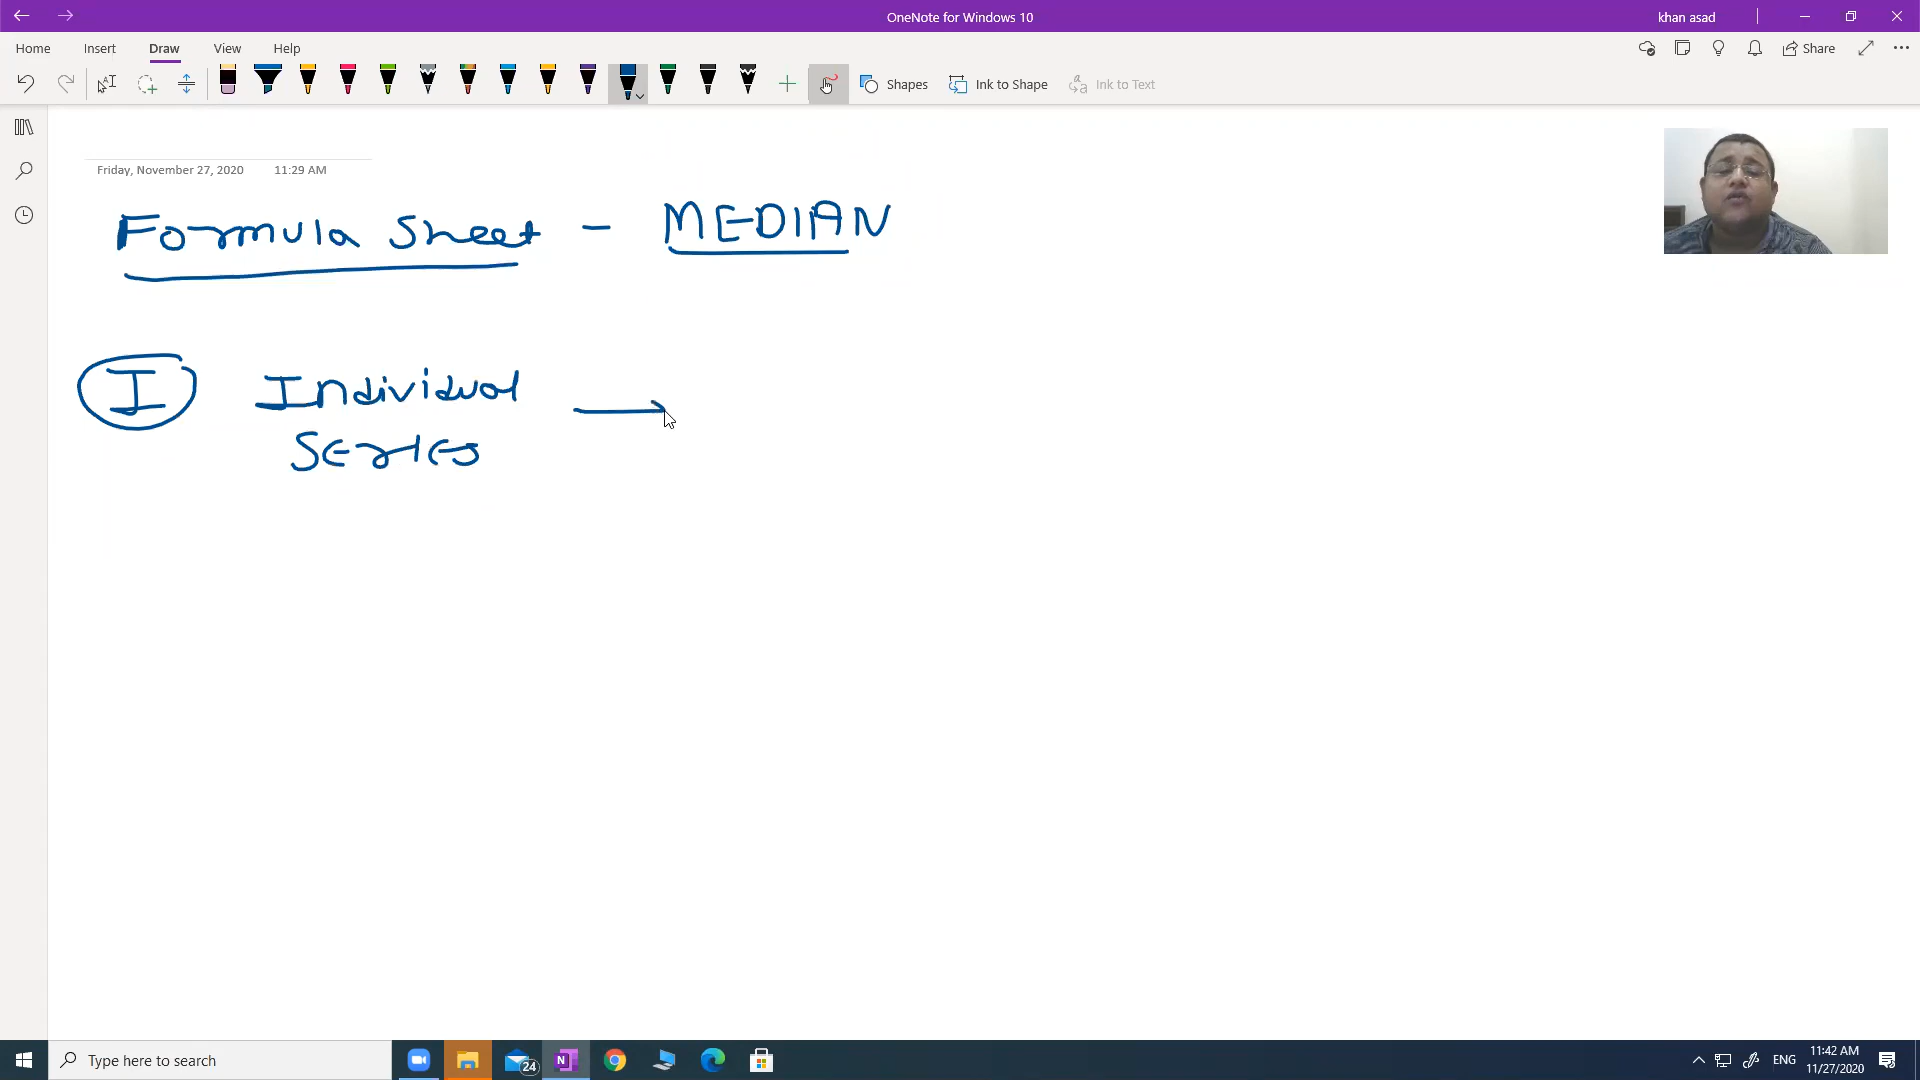 OneNote for Windows 10
khan asad
Home Insert Draw View Help
Share
Shapes Ink to Shape Ink to Text
Friday, November 27, 2020 11:29 AM
Formula Sheet - MEDIAN
I Individual
Series
Type here to search
24
N
ENG
11:42 AM
11/27/2020